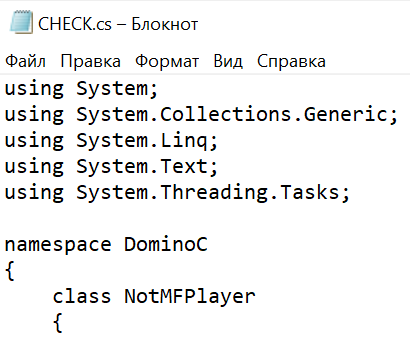 CHECK.cs – Блокнот
Файл Правка Формат Вид Справка
using System;
using System.Collections.Generic;
using System.Linq;
using System.Text;
using System.Threading.Tasks;

namespace DominoC
{
    class NotMFPlayer
    {